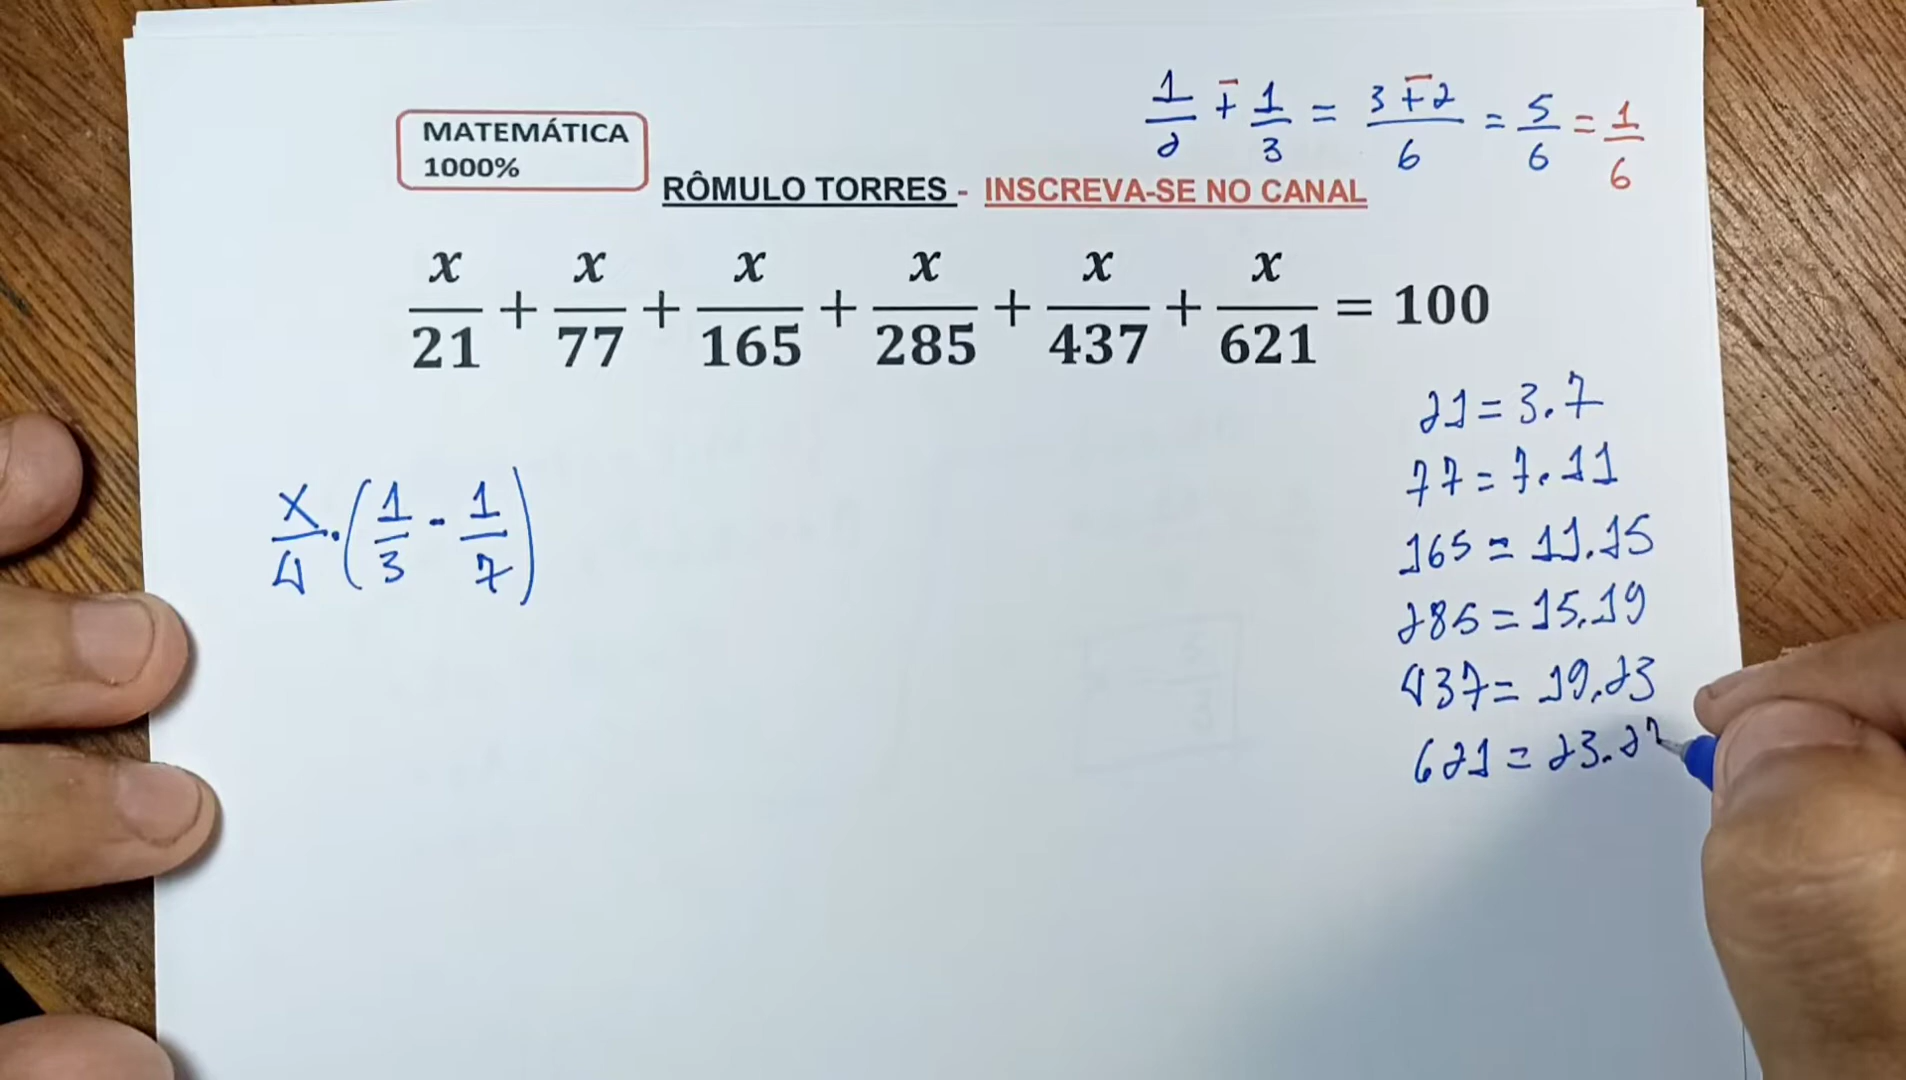 1/2 + 1/3 = 3+2/6 = 5/6 = 1/6
MATEMÁTICA
1000%
RÔMULO TORRES - INSCREVA-SE NO CANAL
x/21 + x/77 + x/165 + x/285 + x/437 + x/621 = 100
21 = 3.7
77 = 7.11
x/4 . (1/3 - 1/7)
165 = 11.15
285 = 15.19
437 = 19.23
621 = 23.27